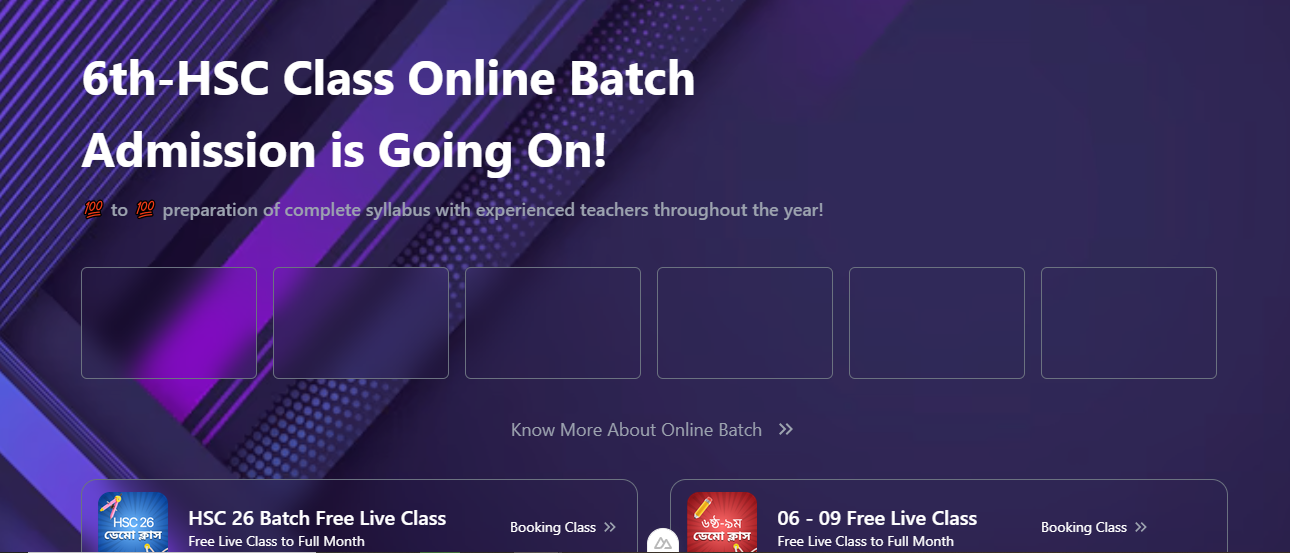 6th-HSC Class Online Batch
Admission is Going On!
💯 to 💯 preparation of complete syllabus with experienced teachers throughout the year!
Know More About Online Batch »
HSC 26
ডেমো ক্লাস
HSC 26 Batch Free Live Class
Free Live Class to Full Month
Booking Class »
৬ষ্ঠ-৯ম
ডেমো ক্লাস
06 - 09 Free Live Class
Free Live Class to Full Month
Booking Class »